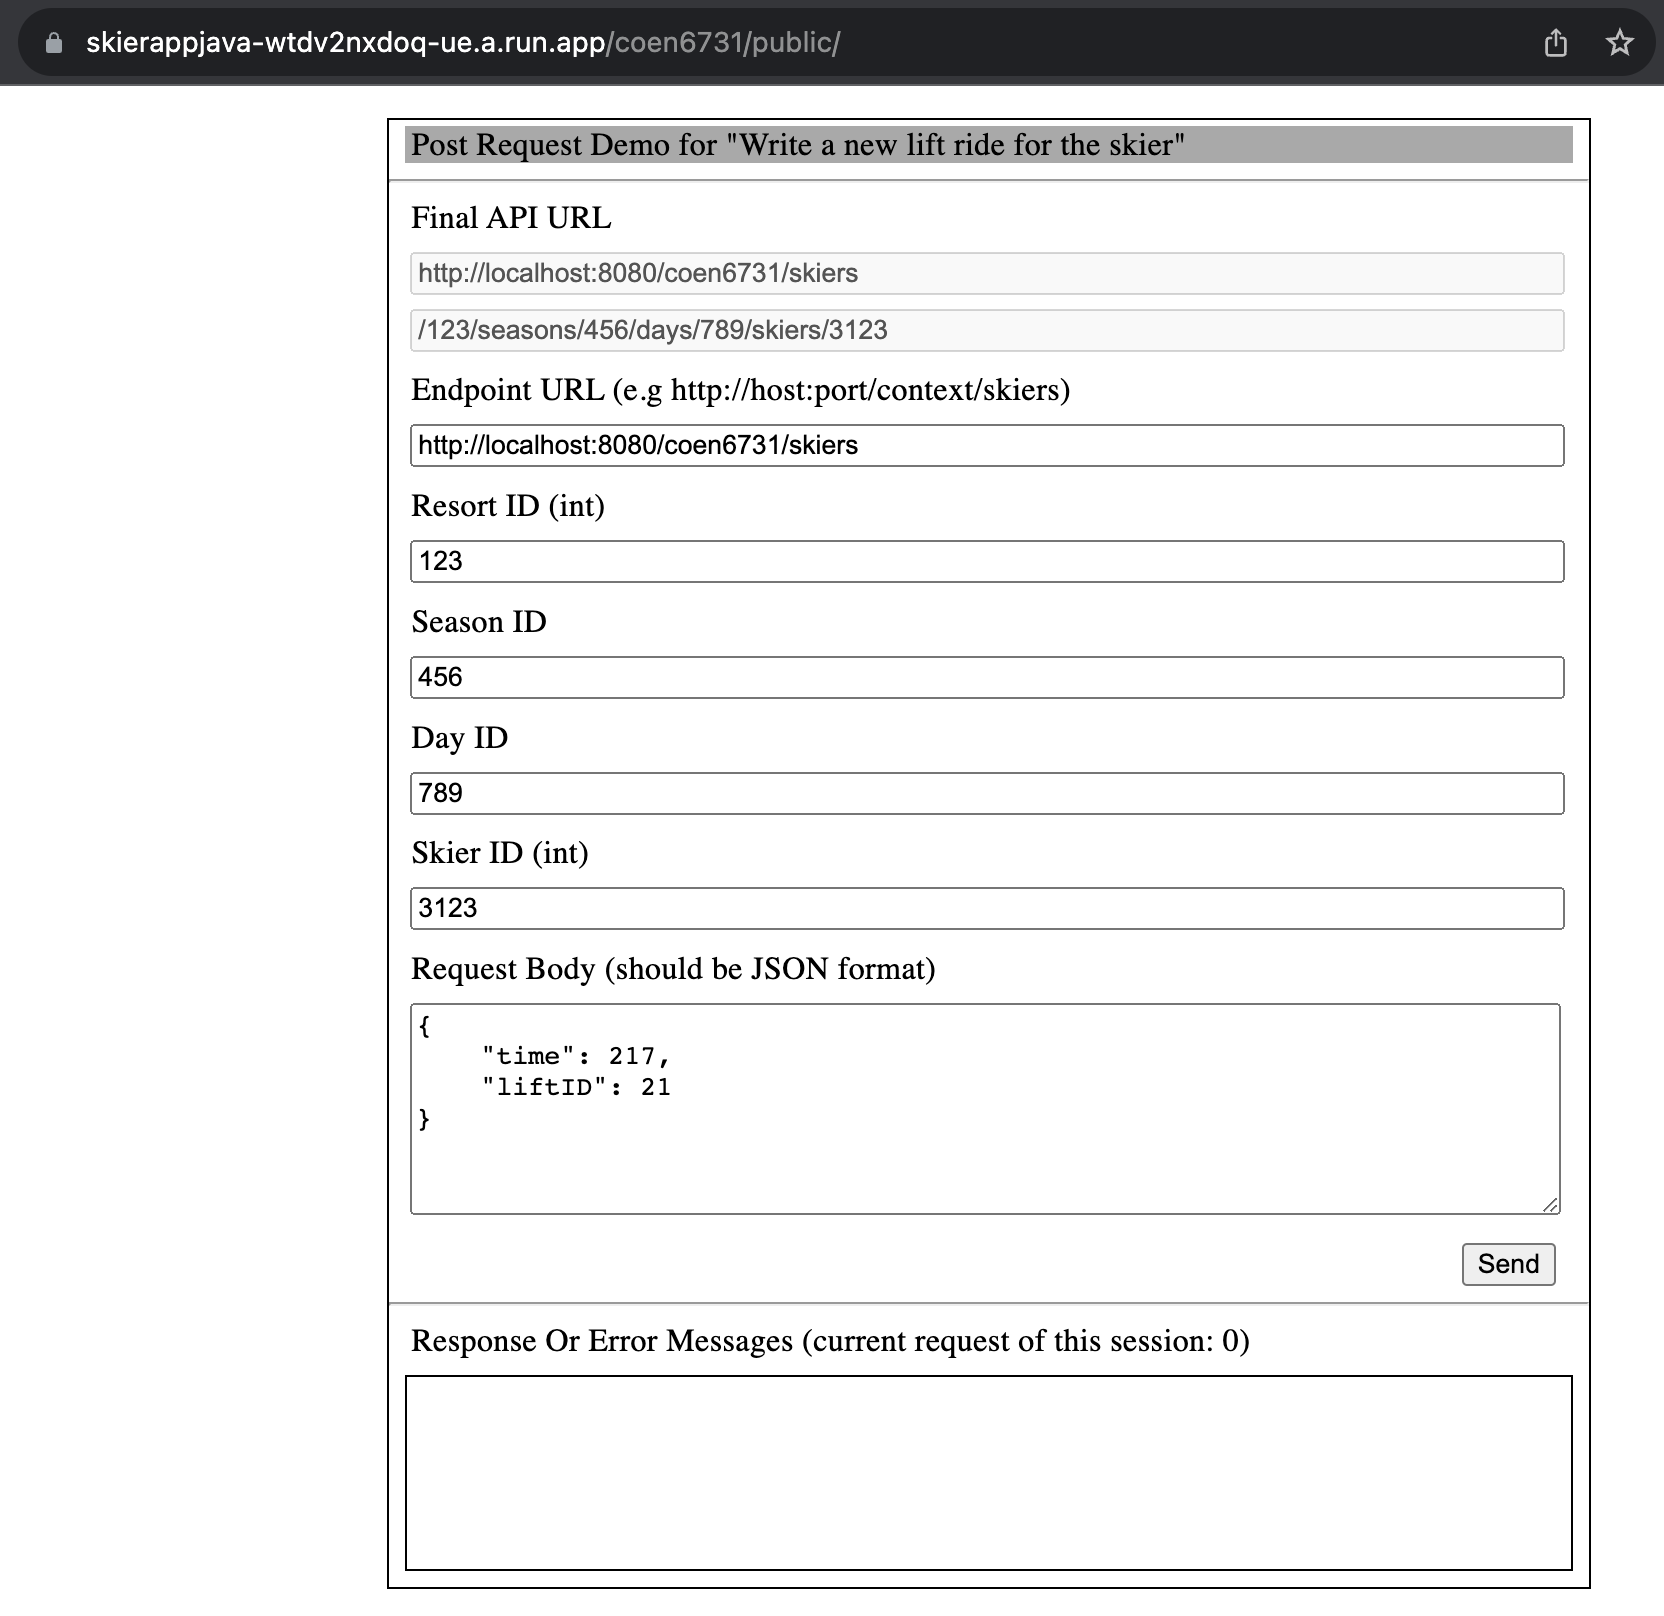 skierappjava-wtdv2nxdoq-ue.a.run.app/coen6731/public/
Post Request Demo for "Write a new lift ride for the skier"
Final API URL
http://localhost:8080/coen6731/skiers
/123/seasons/456/days/789/skiers/3123
Endpoint URL (e.g http://host:port/context/skiers)
http://localhost:8080/coen6731/skiers
Resort ID (int)
123
Season ID
456
Day ID
789
Skier ID (int)
3123
Request Body (should be JSON format)
{
    "time": 217,
    "liftID": 21
}
Send
Response Or Error Messages (current request of this session: 0)